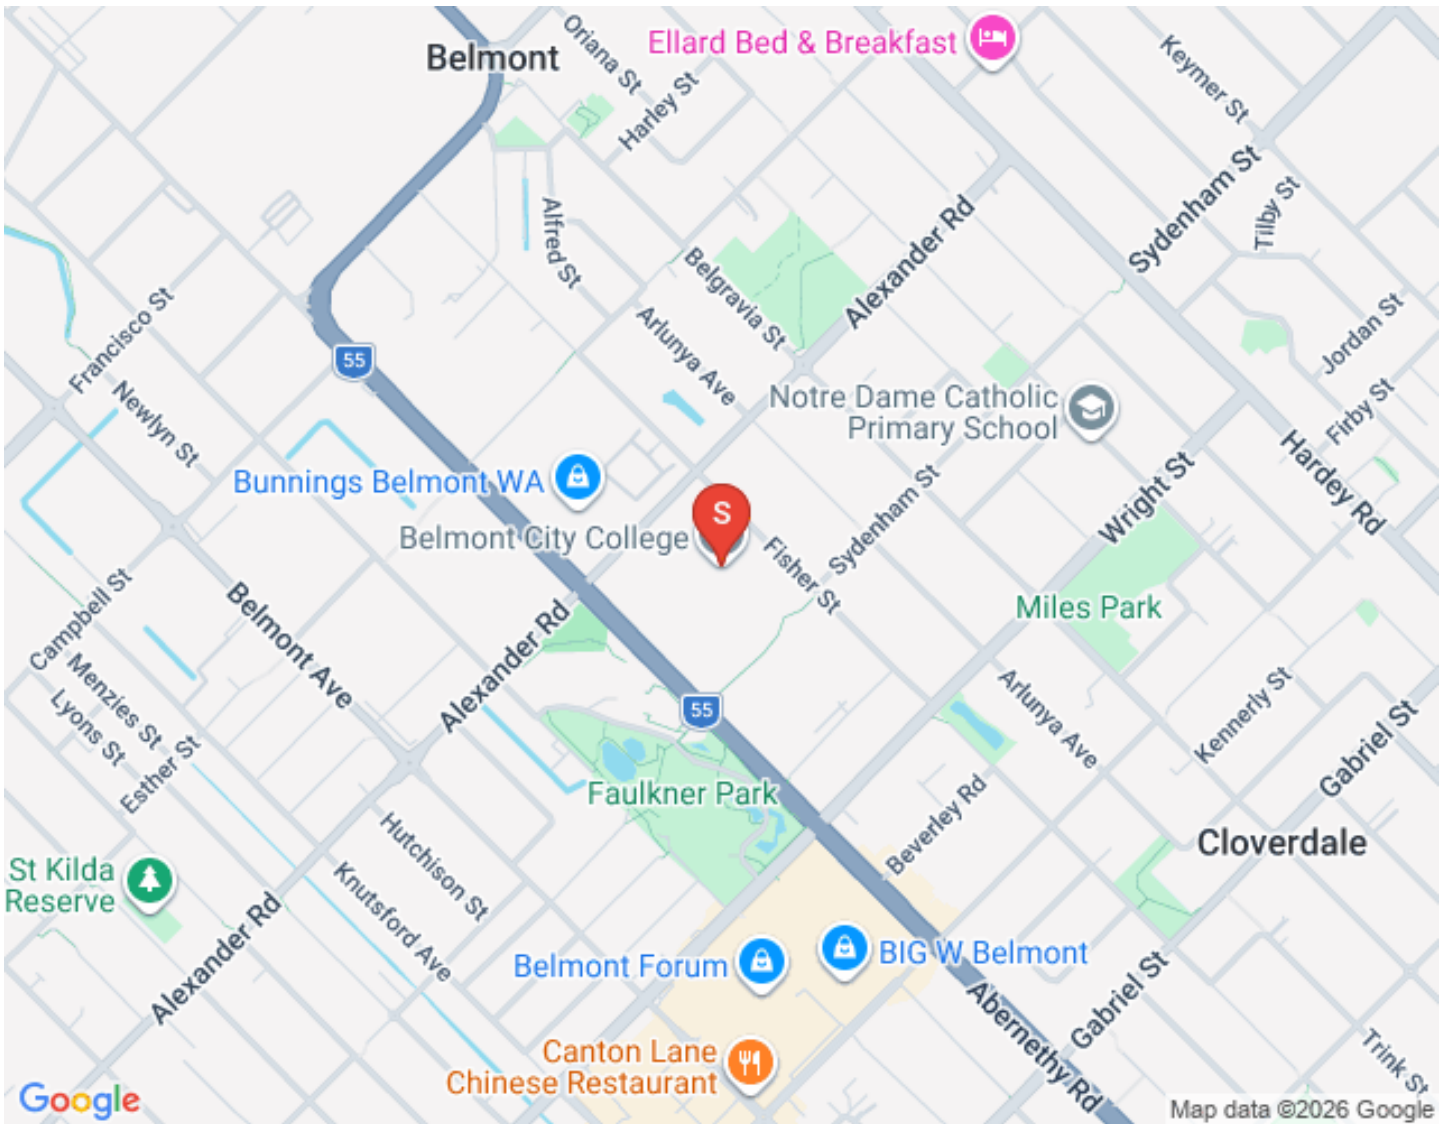 Belmont
Oriana St
Harley St
Ellard Bed & Breakfast
Keymer St
Sydenham St
Tilby St
Alfred St
Alexander Rd
Belgravia St
Arlunya Ave
Francisco St
Jordan St
55
Newlyn St
Notre Dame Catholic
Primary School
Firby St
Hardey Rd
Bunnings Belmont WA
Wright St
Sydenham St
S
Belmont City College
Fisher St
Campbell St
Belmont Ave
Alexander Rd
Miles Park
Menzies St
Lyons St
Esther St
55
Arlunya Ave
Kennerly St
Gabriel St
Faulkner Park
Beverley Rd
Cloverdale
Hutchison St
St Kilda
Reserve
Knutsford Ave
Alexander Rd
Belmont Forum
BIG W Belmont
Gabriel St
Abernethy Rd
Canton Lane
Chinese Restaurant
Trink St
Google
Map data ©2026 Google